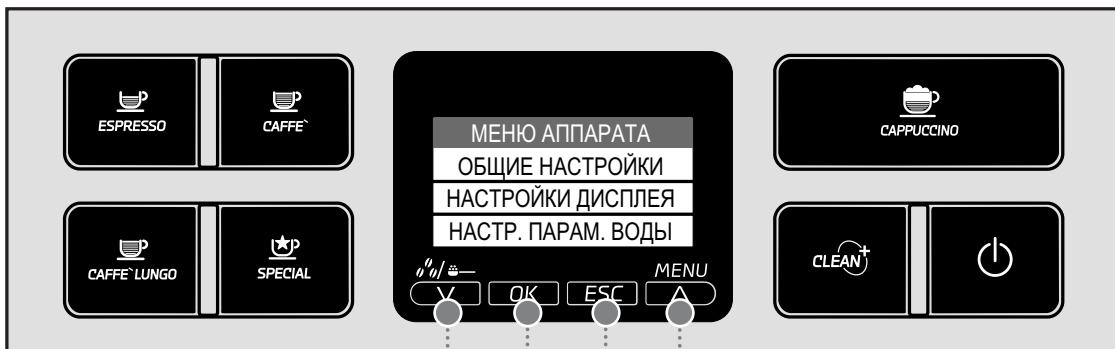 ESPRESSO
CAFFE`
CAFFE`LUNGO
SPECIAL
МЕНЮ АППАРАТА
ОБЩИЕ НАСТРОЙКИ
НАСТРОЙКИ ДИСПЛЕЯ
НАСТР. ПАРАМ. ВОДЫ
MENU
OK
ESC
CAPPUCCINO
CLEAN+